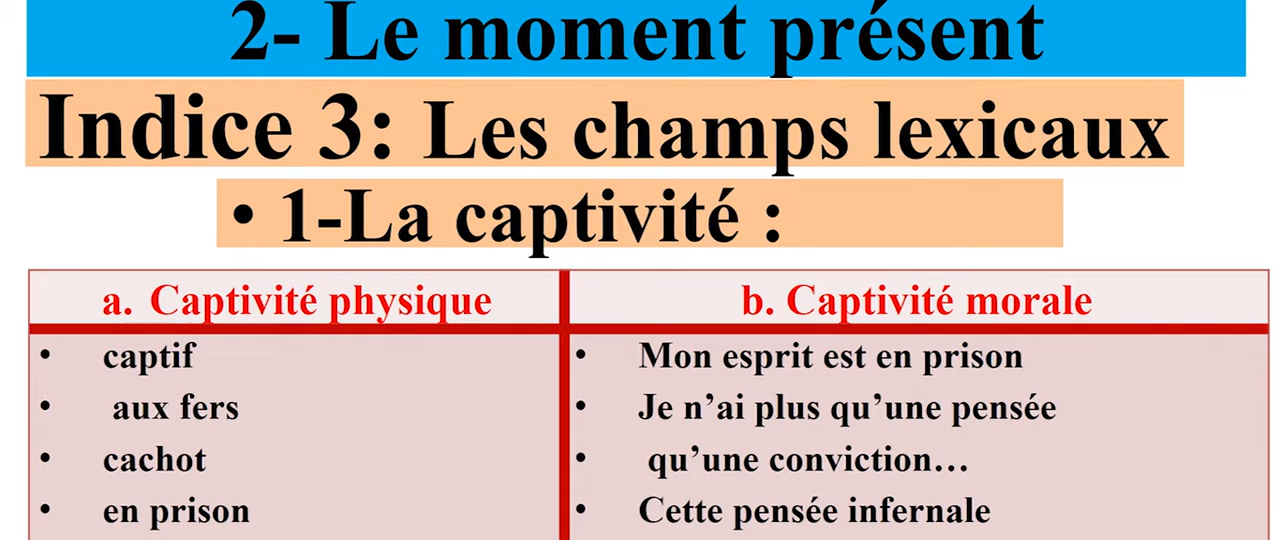 2- Le moment présent
Indice 3: Les champs lexicaux
• 1-La captivité :
a. Captivité physique
b. Captivité morale
• captif
• aux fers
• cachot
• en prison
• Mon esprit est en prison
• Je n’ai plus qu’une pensée
• qu’une conviction…
• Cette pensée infernale